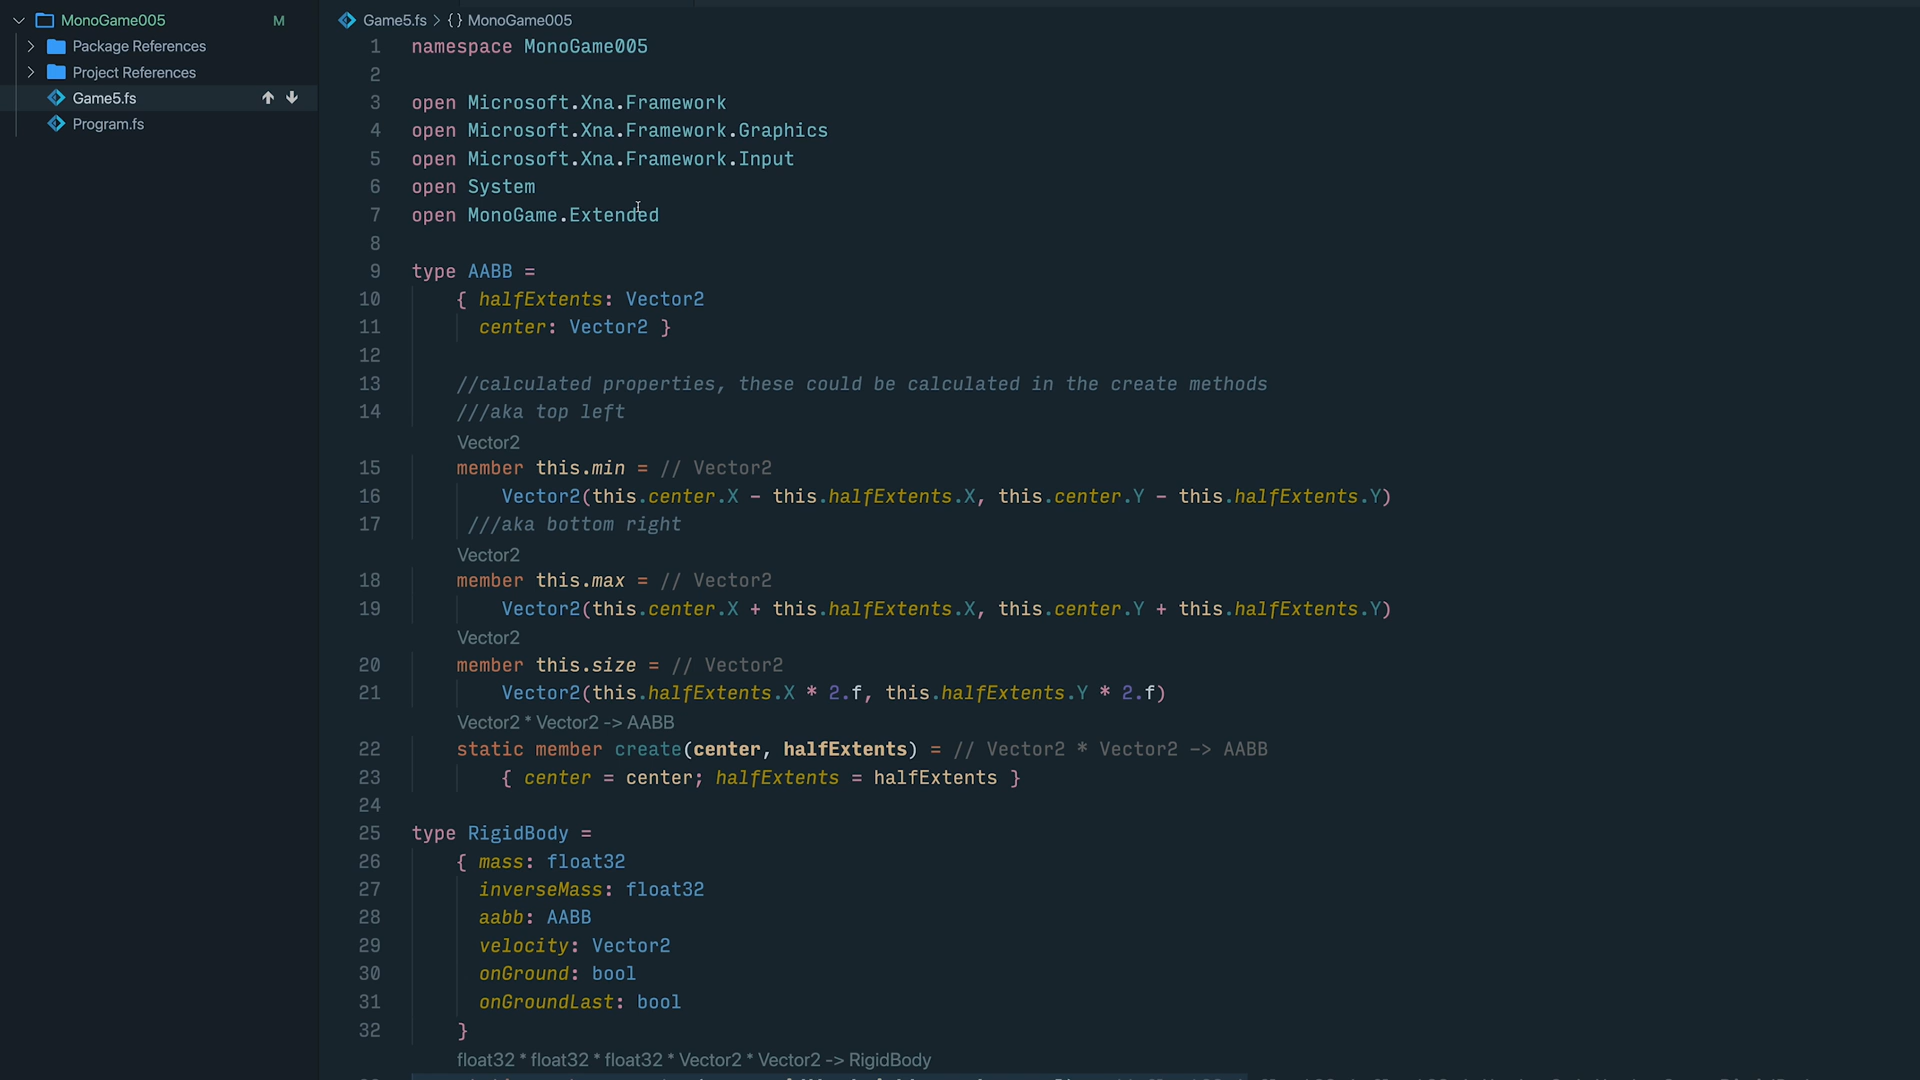 MonoGame005 M
Package References
Project References
Game5.fs
Program.fs
Game5.fs > {} MonoGame005
1 namespace MonoGame005
2
3 open Microsoft.Xna.Framework
4 open Microsoft.Xna.Framework.Graphics
5 open Microsoft.Xna.Framework.Input
6 open System
7 open MonoGame.Extended
8
9 type AABB =
10 { halfExtents: Vector2
11 center: Vector2 }
12
13 //calculated properties, these could be calculated in the create methods
14 ///aka top left
Vector2
15 member this.min = // Vector2
16 Vector2(this.center.X - this.halfExtents.X, this.center.Y - this.halfExtents.Y)
17 ///aka bottom right
Vector2
18 member this.max = // Vector2
19 Vector2(this.center.X + this.halfExtents.X, this.center.Y + this.halfExtents.Y)
Vector2
20 member this.size = // Vector2
21 Vector2(this.halfExtents.X * 2.f, this.halfExtents.Y * 2.f)
Vector2 * Vector2 -> AABB
22 static member create(center, halfExtents) = // Vector2 * Vector2 -> AABB
23 { center = center; halfExtents = halfExtents }
24
25 type RigidBody =
26 { mass: float32
27 inverseMass: float32
28 aabb: AABB
29 velocity: Vector2
30 onGround: bool
31 onGroundLast: bool
32 }
float32 * float32 * float32 * Vector2 * Vector2 -> RigidBody